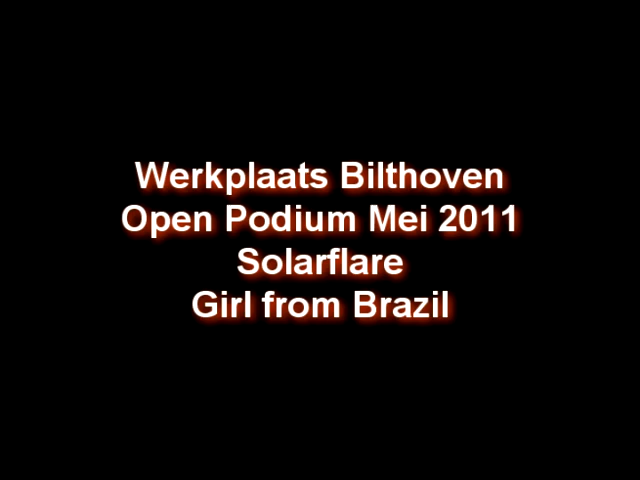 Werkplaats Bilthoven
Open Podium Mei 2011
Solarflare
Girl from Brazil